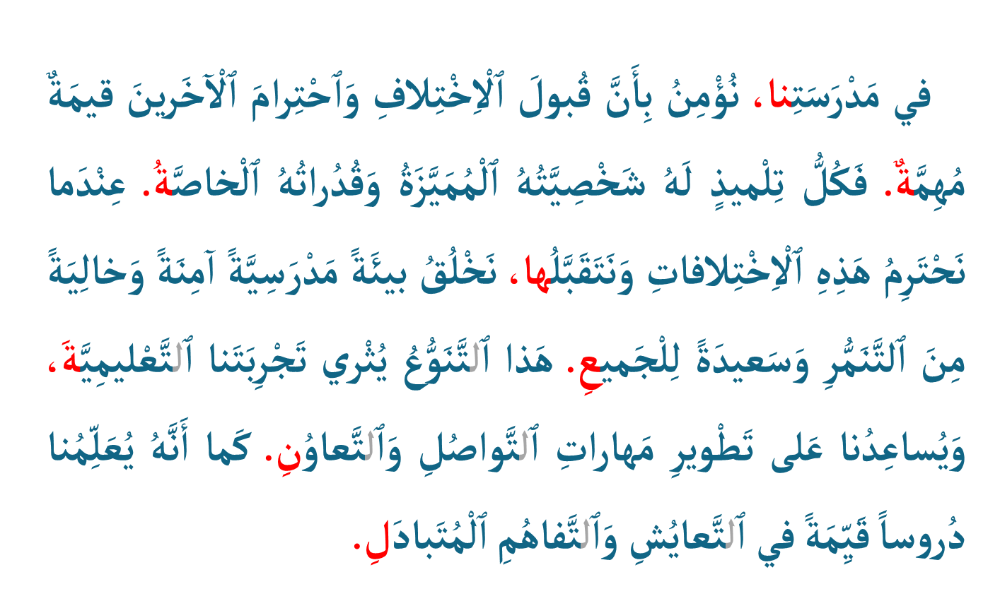 في مَدْرَسَتِنا، نُؤْمِنُ بِأَنَّ قُبولَ ٱلْاِخْتِلافِ وَٱحْتِرامَ ٱلْآخَرينَ قيمَةٌ
مُهِمَّةٌ. فَكُلُّ تِلْميذٍ لَهُ شَخْصِيَّتُهُ ٱلْمُمَيَّزَةُ وَقُدُراتُهُ ٱلْخاصَّةُ. عِنْدَما
نَحْتَرِمُ هَذِهِ ٱلْاِخْتِلافاتِ وَنَتَقَبَّلُها، نَخْلُقُ بيئَةً مَدْرَسِيَّةً آمِنَةً وَخالِيَةً
مِنَ ٱلتَّنَمُّرِ وَسَعيدَةً لِلْجَميعِ. هَذا ٱلتَّنَوُّعُ يُثْري تَجْرِبَتَنا ٱلتَّعْليمِيَّةَ،
وَيُساعِدُنا عَلى تَطْويرِ مَهاراتِ ٱلتَّواصُلِ وَٱلتَّعاوُنِ. كَما أَنَّهُ يُعَلِّمُنا
دُروساً قَيِّمَةً في ٱلتَّعايُشِ وَٱلتَّفاهُمِ ٱلْمُتَبادَلِ.